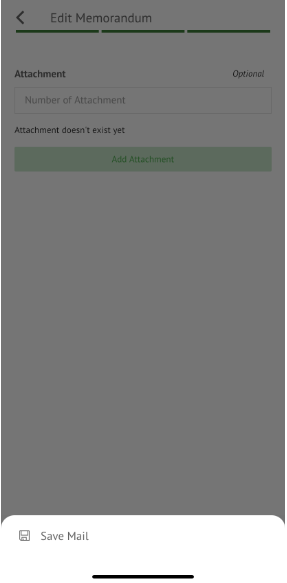 Edit Memorandum
Attachment Optional
Number of Attachment
Attachment doesn't exist yet
Add Attachment
Save Mail